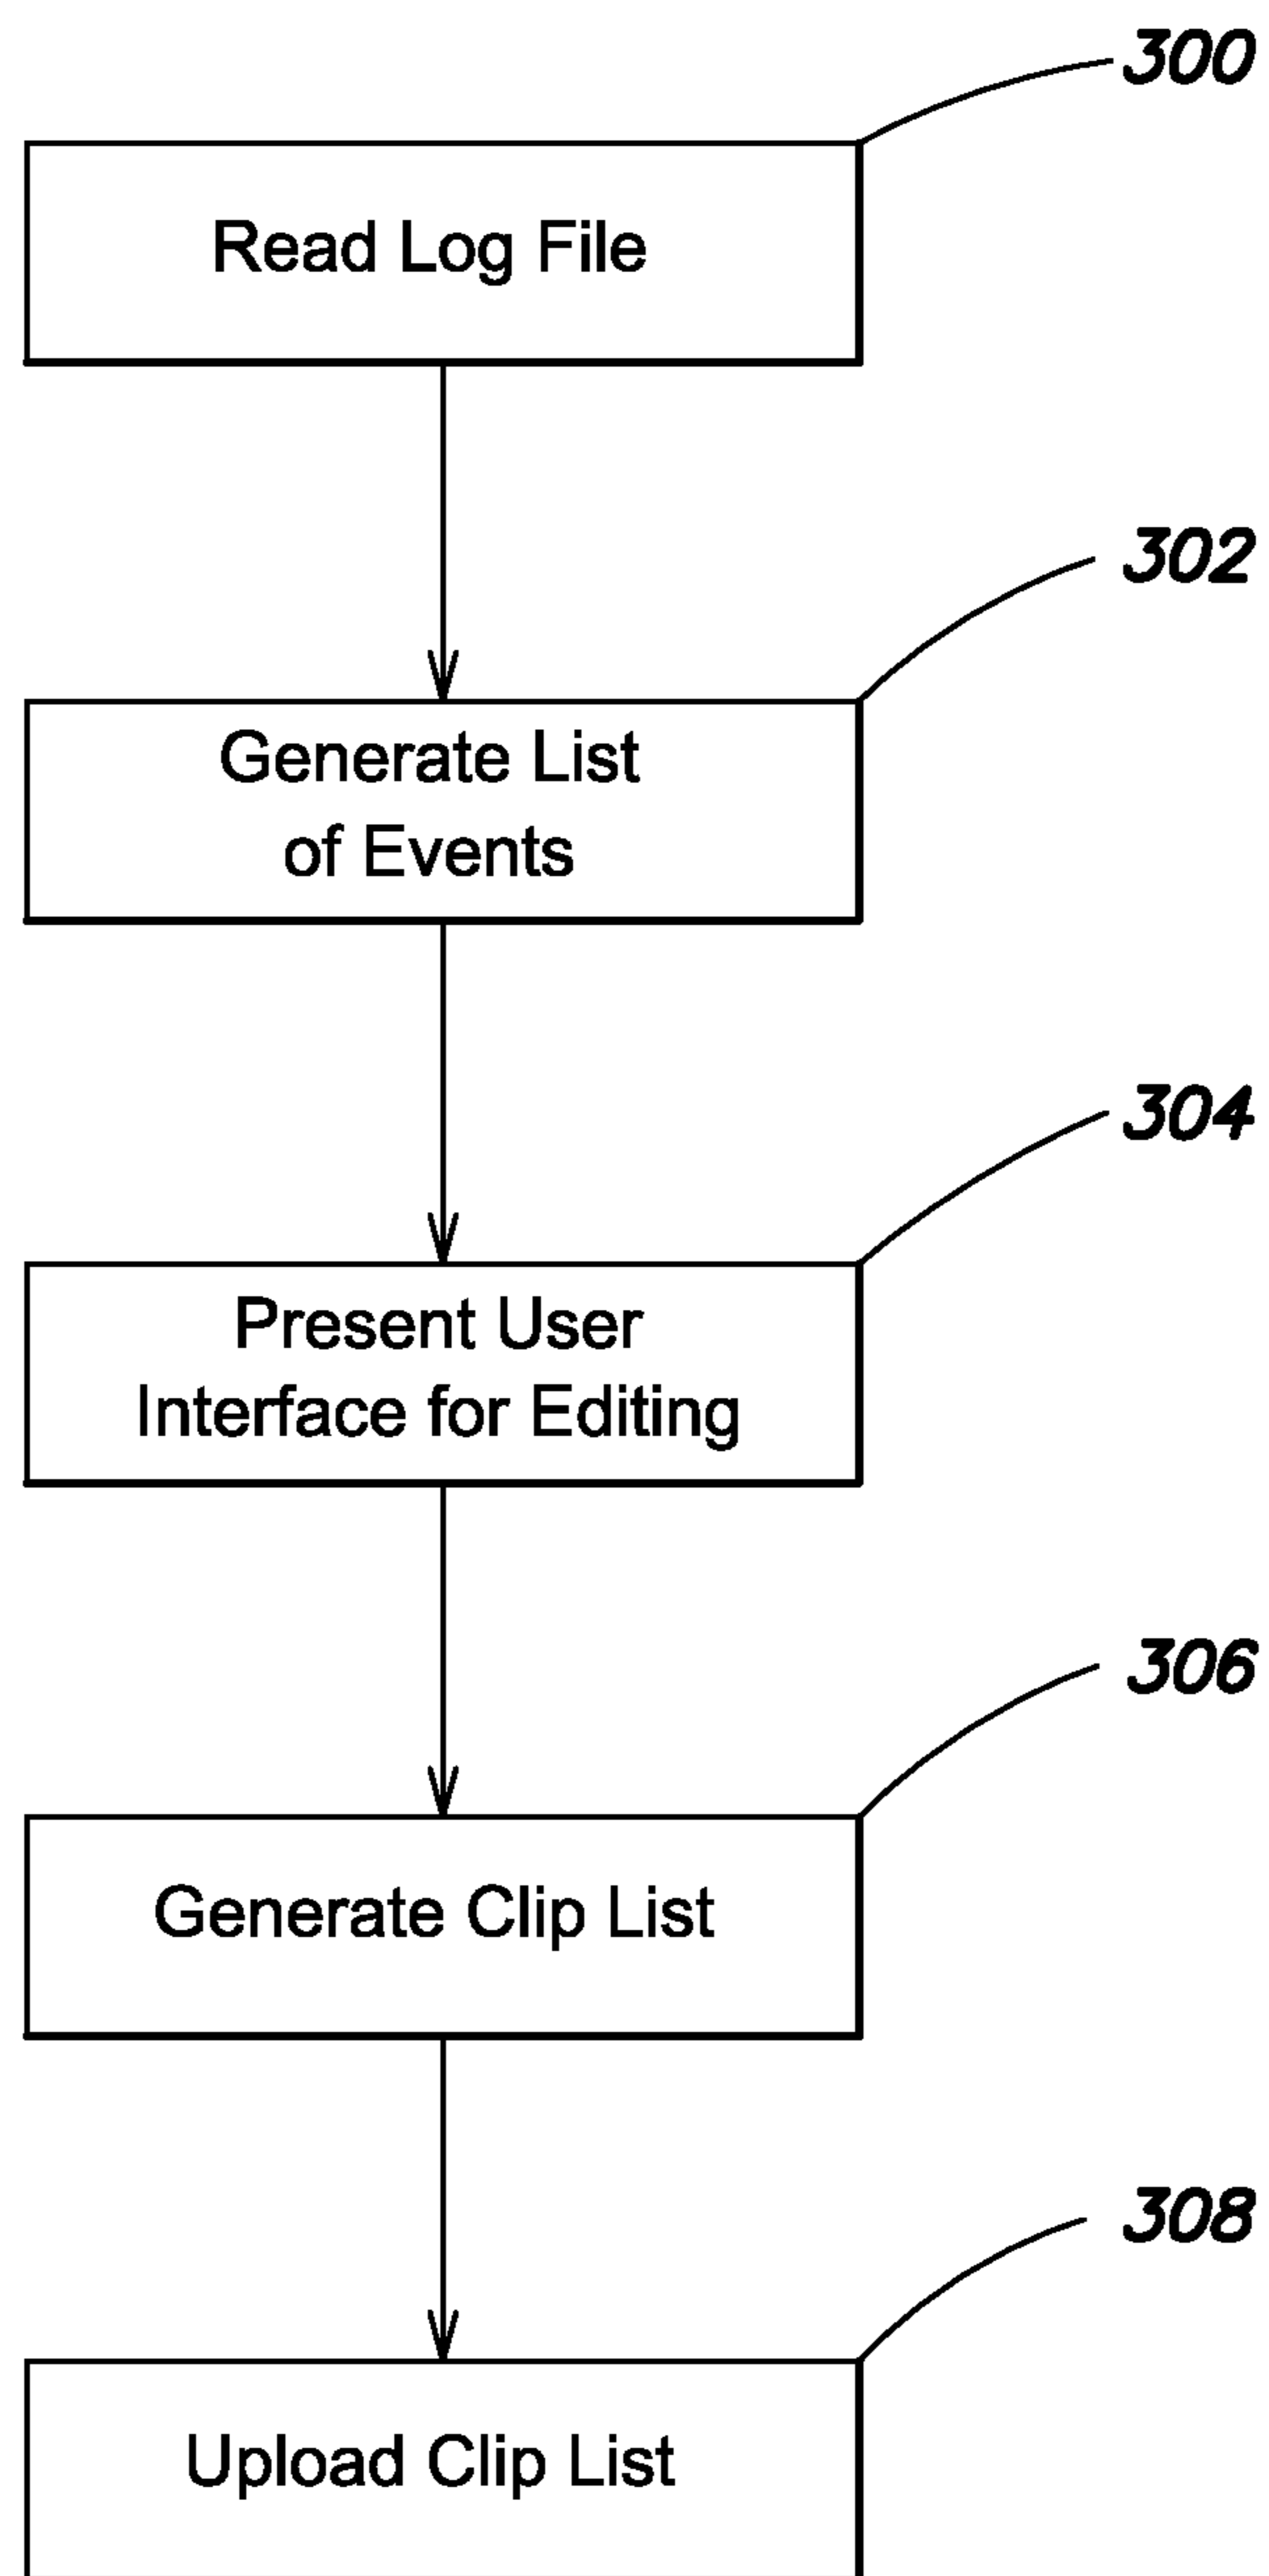 300
Read Log File
302
Generate List
of Events
304
Present User
Interface for Editing
306
Generate Clip List
308
Upload Clip List